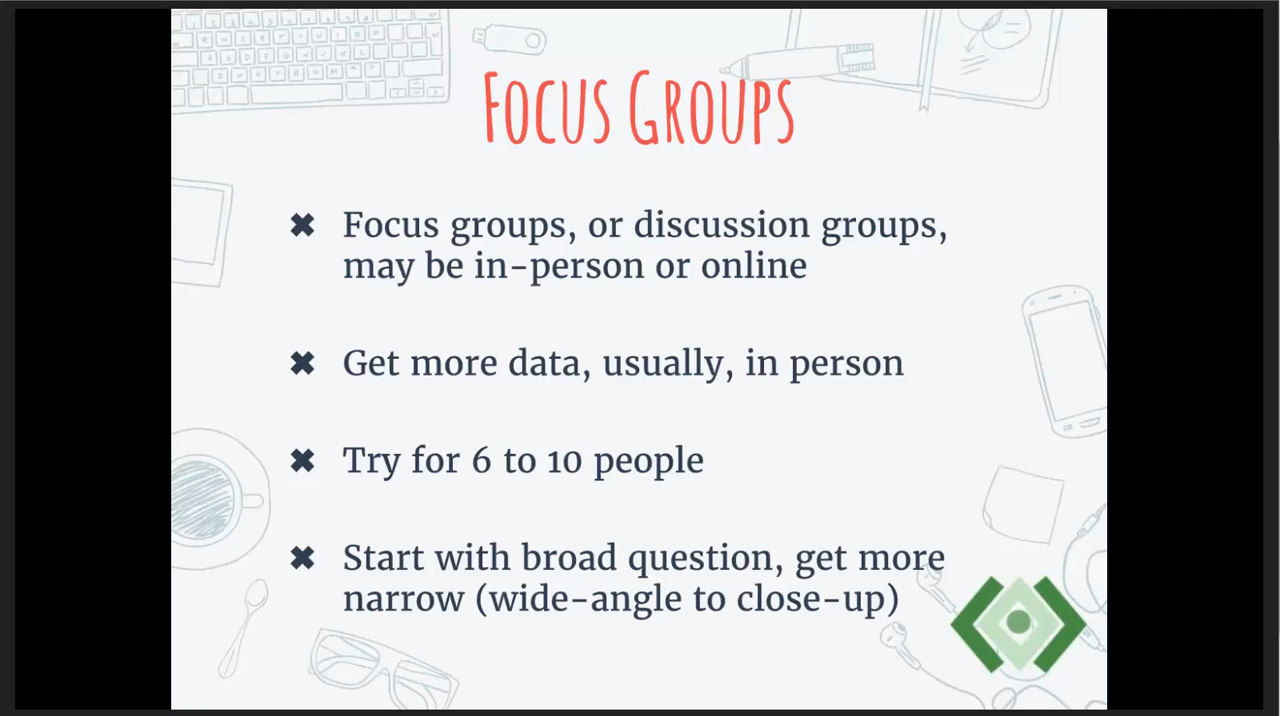 Focus Groups
✖ Focus groups, or discussion groups,
may be in-person or online
✖ Get more data, usually, in person
✖ Try for 6 to 10 people
✖ Start with broad question, get more
narrow (wide-angle to close-up)